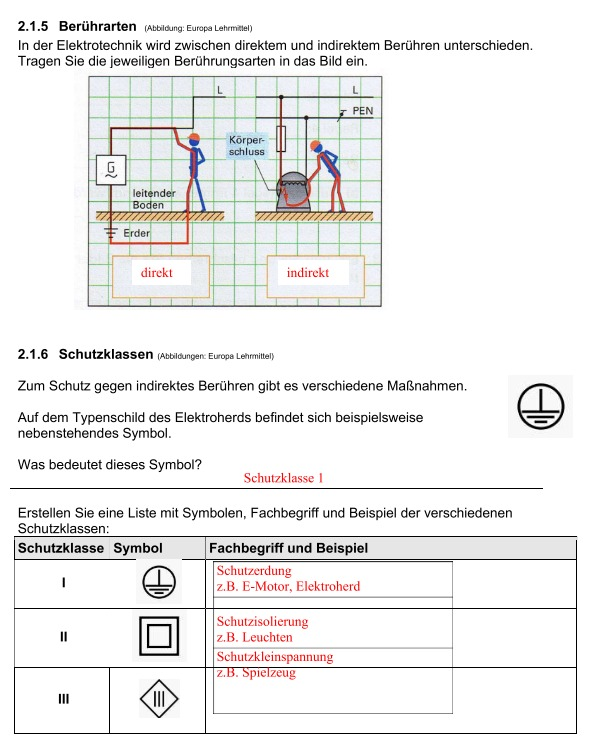 2.1.5 Berührarten (Abbildung: Europa Lehrmittel)
In der Elektrotechnik wird zwischen direktem und indirektem Berühren unterschieden.
Tragen Sie die jeweiligen Berührungsarten in das Bild ein.
L
L
PEN
Körper-
schluss
G
leitender
Boden
Erder
direkt
indirekt
2.1.6 Schutzklassen (Abbildungen: Europa Lehrmittel)
Zum Schutz gegen indirektes Berühren gibt es verschiedene Maßnahmen.
Auf dem Typenschild des Elektroherds befindet sich beispielsweise
nebenstehendes Symbol.
Was bedeutet dieses Symbol?
Schutzklasse 1
Erstellen Sie eine Liste mit Symbolen, Fachbegriff und Beispiel der verschiedenen
Schutzklassen:
Schutzklasse Symbol Fachbegriff und Beispiel
I
Schutzerdung
z.B. E-Motor, Elektroherd
II
Schutzisolierung
z.B. Leuchten
Schutzkleinspannung
z.B. Spielzeug
III
III